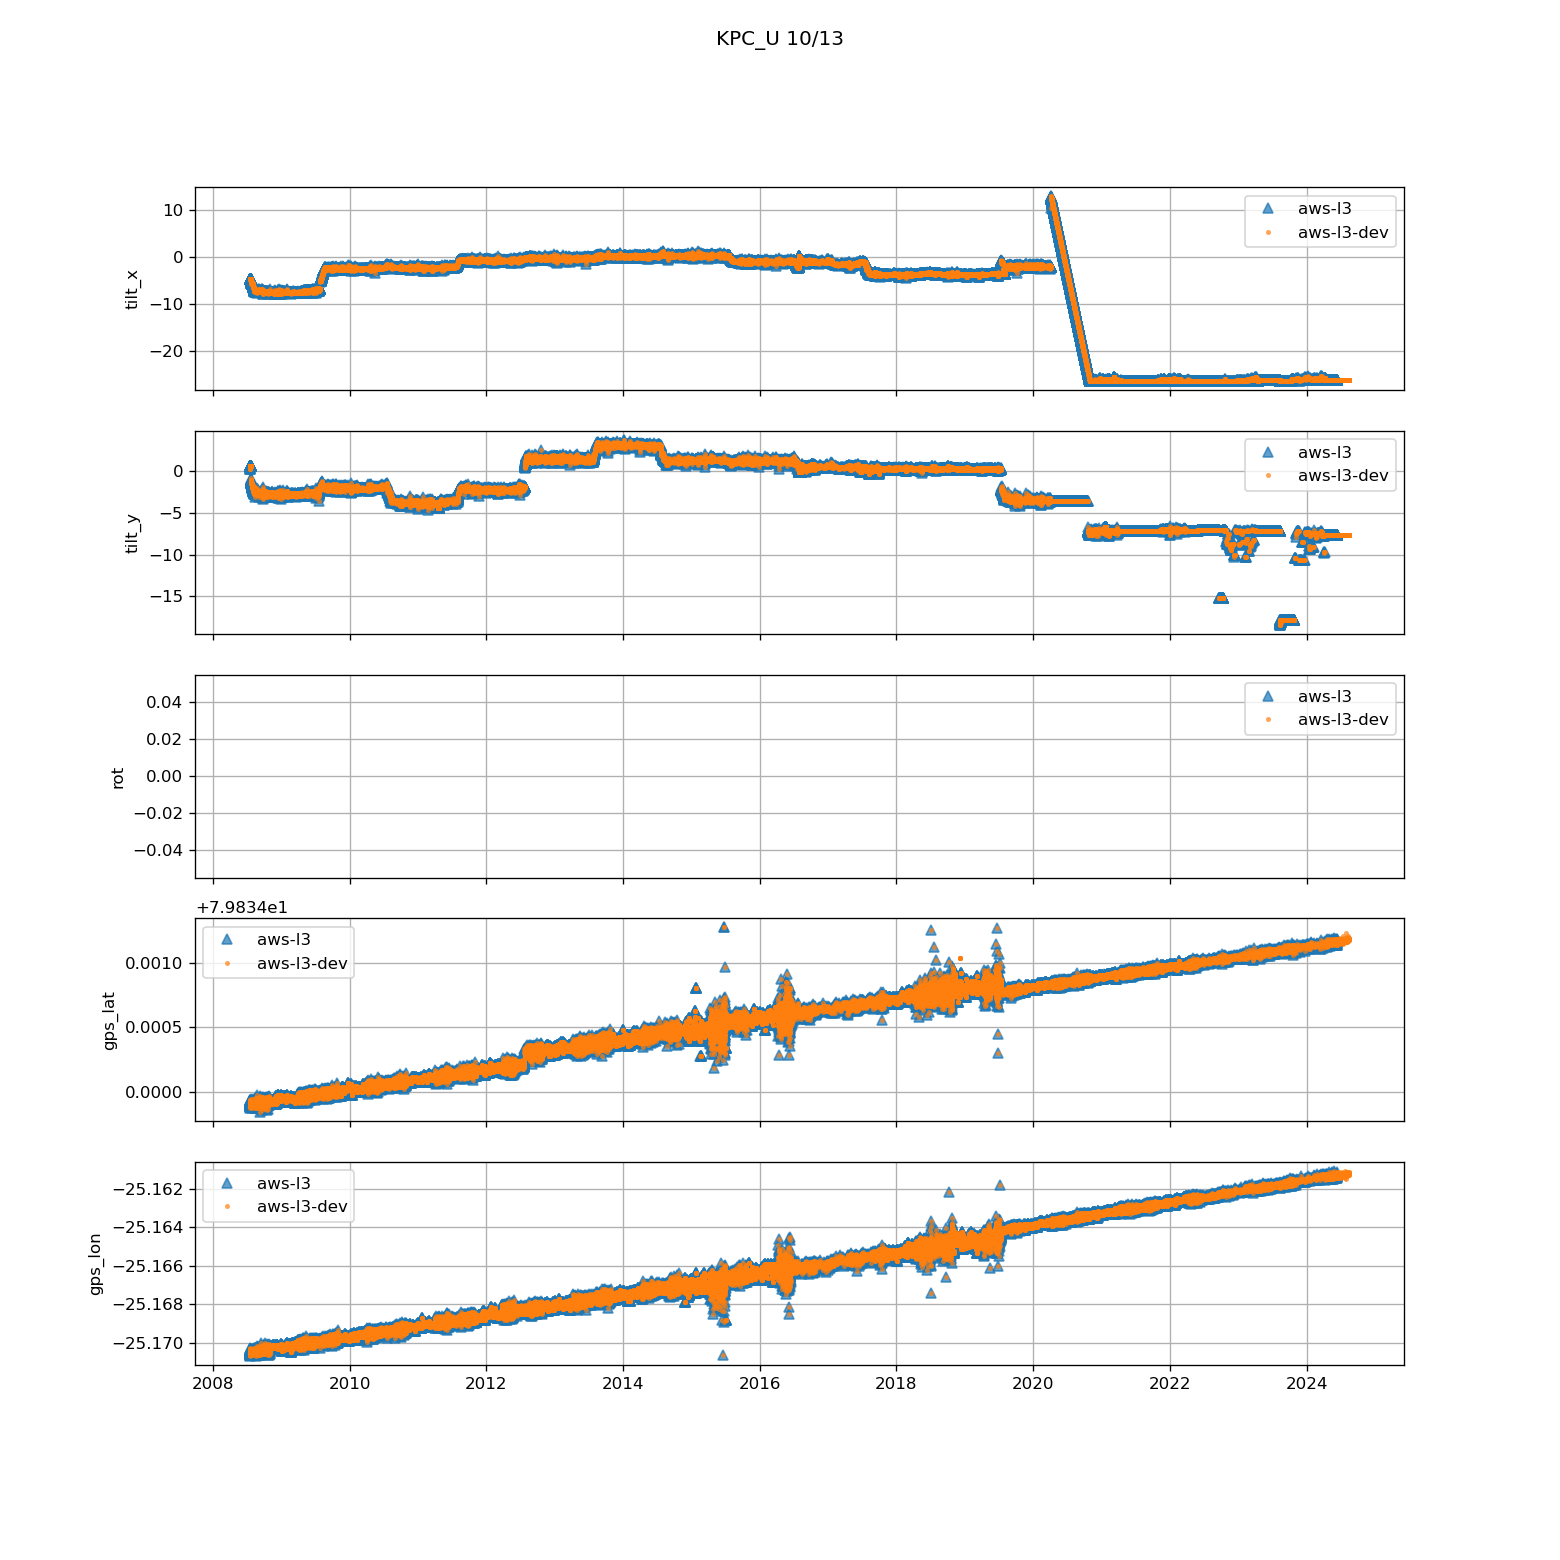 KPC_U 10/13
10
0
−10
−20
tilt_x
aws-l3
aws-l3-dev
0
−5
−10
−15
tilt_y
aws-l3
aws-l3-dev
0.04
0.02
0.00
−0.02
−0.04
rot
aws-l3
aws-l3-dev
+7.9834e1
0.0010
0.0005
0.0000
gps_lat
aws-l3
aws-l3-dev
−25.162
−25.164
−25.166
−25.168
−25.170
gps_lon
aws-l3
aws-l3-dev
2008 2010 2012 2014 2016 2018 2020 2022 2024